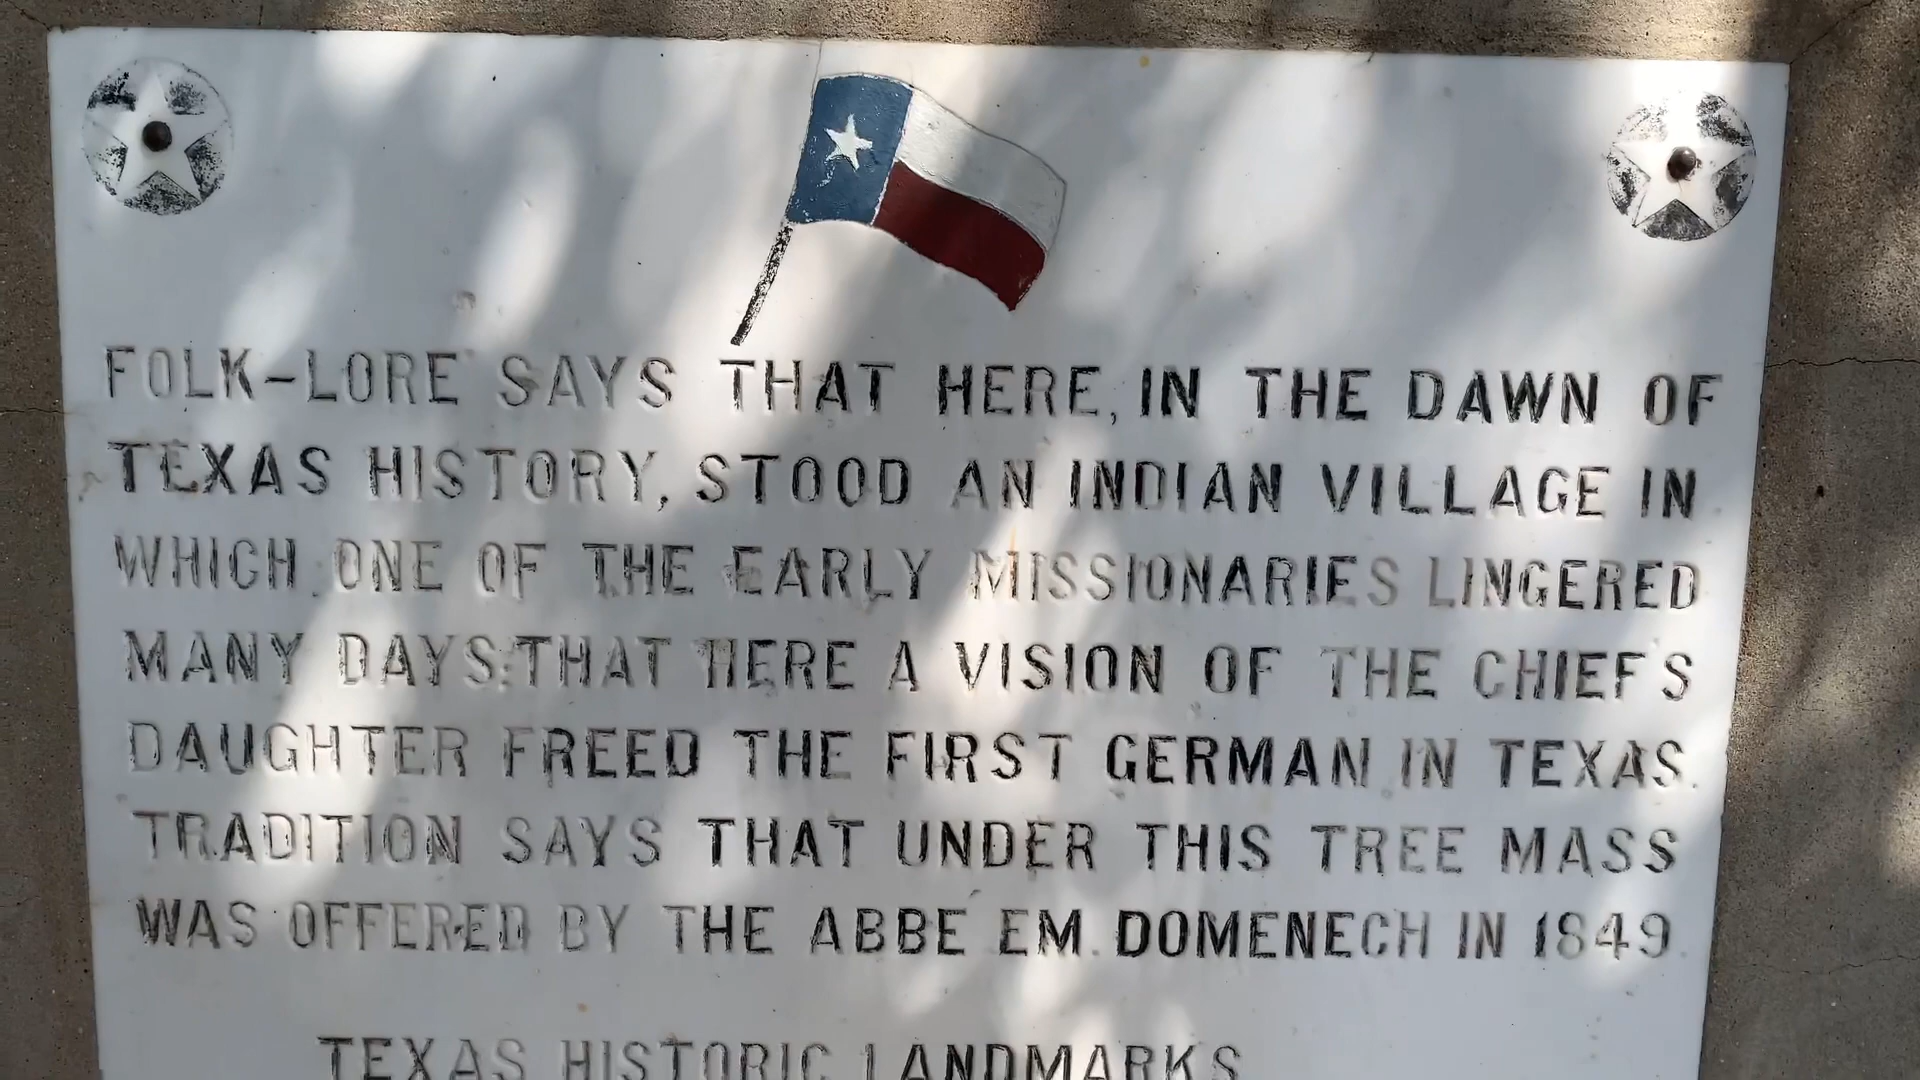 FOLK-LORE SAYS THAT HERE, IN THE DAWN OF
TEXAS HISTORY, STOOD AN INDIAN VILLAGE IN
WHICH ONE OF THE EARLY MISSIONARIES LINGERED
MANY DAYS: THAT HERE A VISION OF THE CHIEF'S
DAUGHTER FREED THE FIRST GERMAN IN TEXAS.
TRADITION SAYS THAT UNDER THIS TREE MASS
WAS OFFERED BY THE ABBÉ EM. DOMENECH IN 1849.
TEXAS HISTORIC LANDMARKS